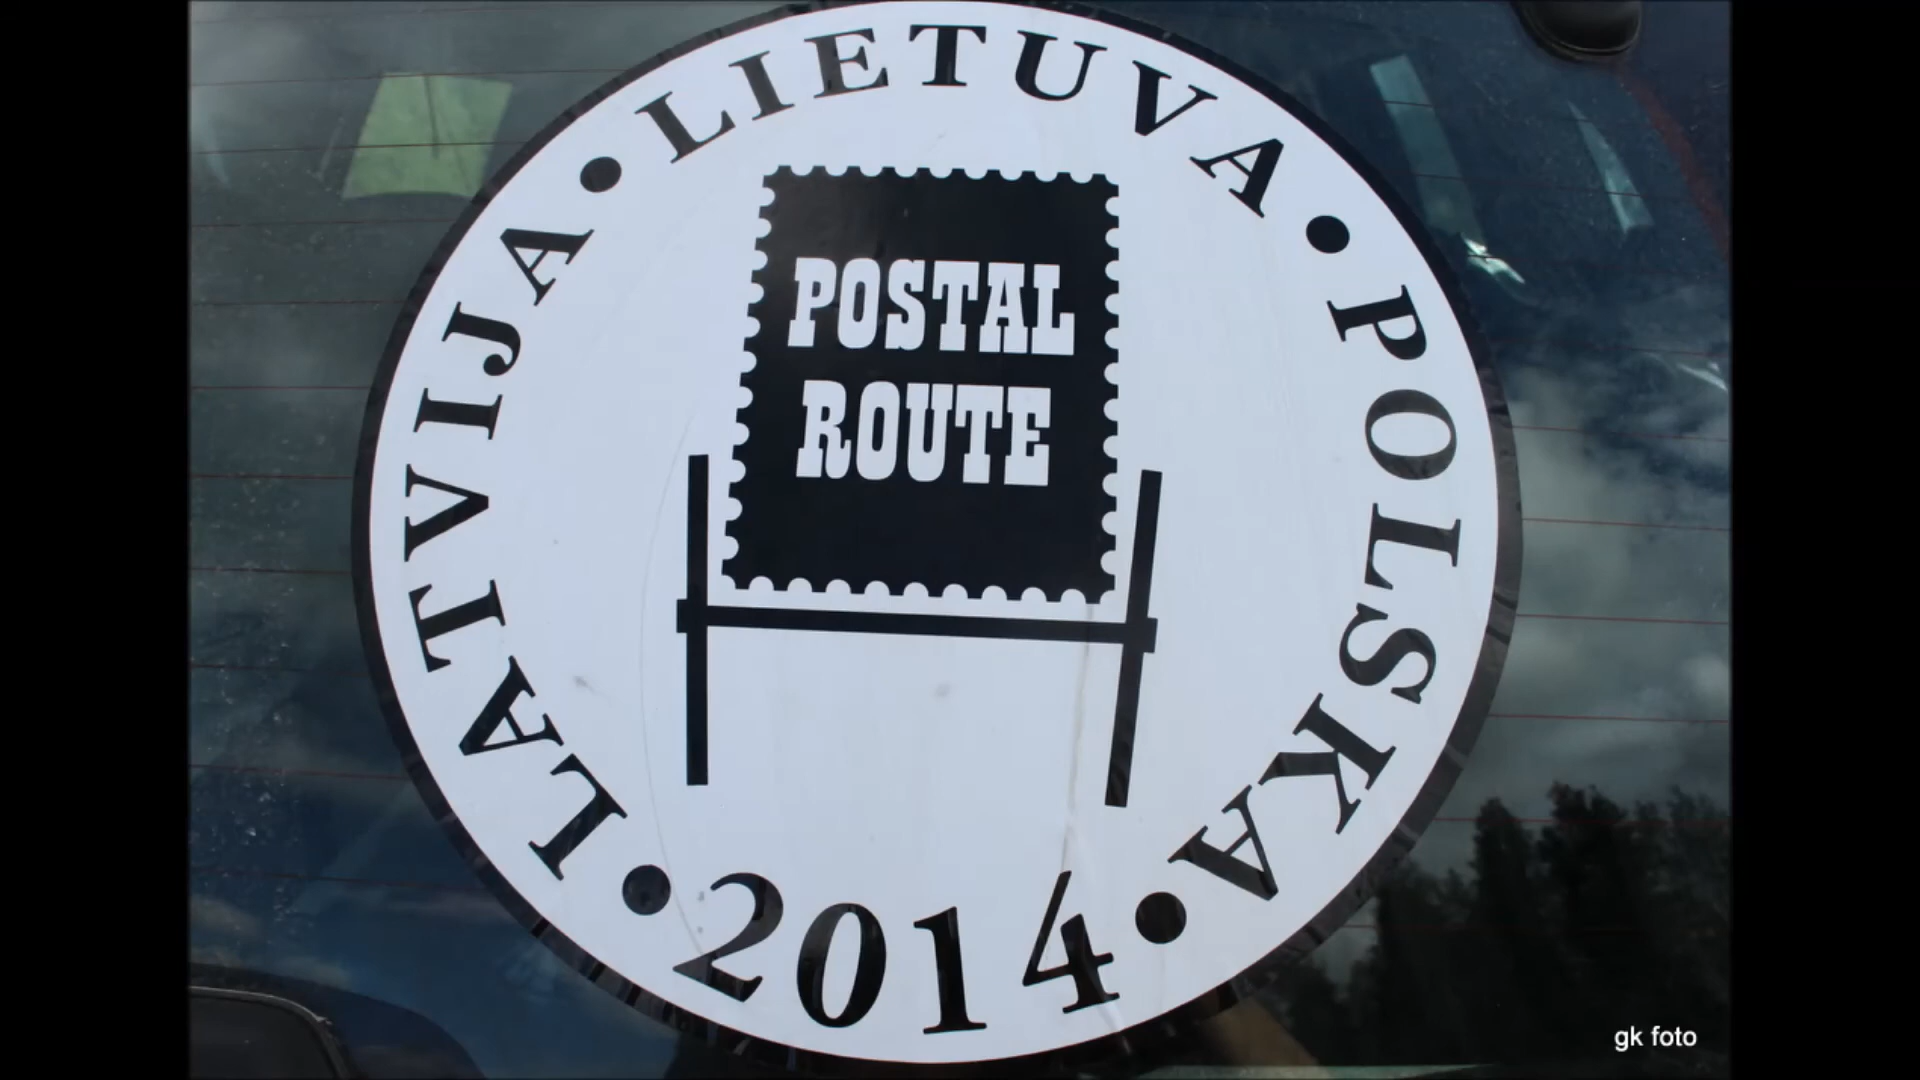 LATVIJA • LIETUVA • POLSKA • 2014 •
POSTAL
ROUTE
gk foto